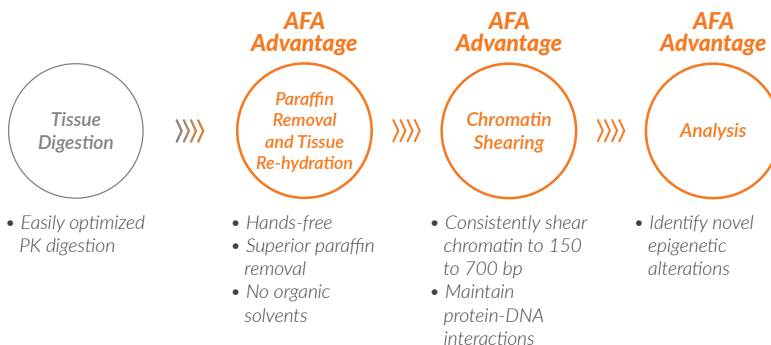 Tissue
Digestion
• Easily optimized
PK digestion
AFA
Advantage
Paraffin
Removal
and Tissue
Re-hydration
• Hands-free
• Superior paraffin
removal
• No organic
solvents
AFA
Advantage
Chromatin
Shearing
• Consistently shear
chromatin to 150
to 700 bp
• Maintain
protein-DNA
interactions
AFA
Advantage
Analysis
• Identify novel
epigenetic
alterations